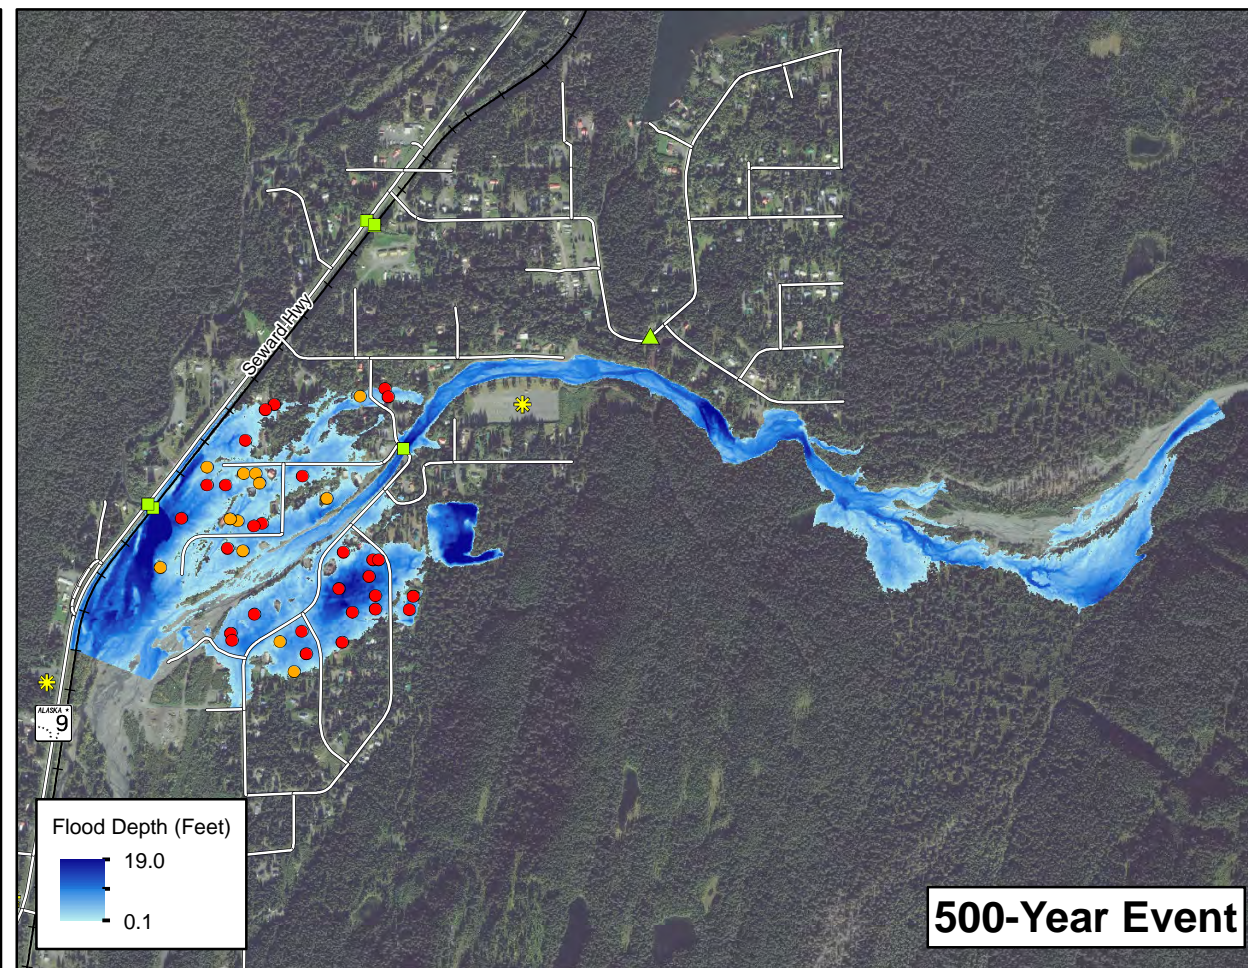 Seward Hwy
ALASKA
9
Flood Depth (Feet)
19.0
0.1
500-Year Event